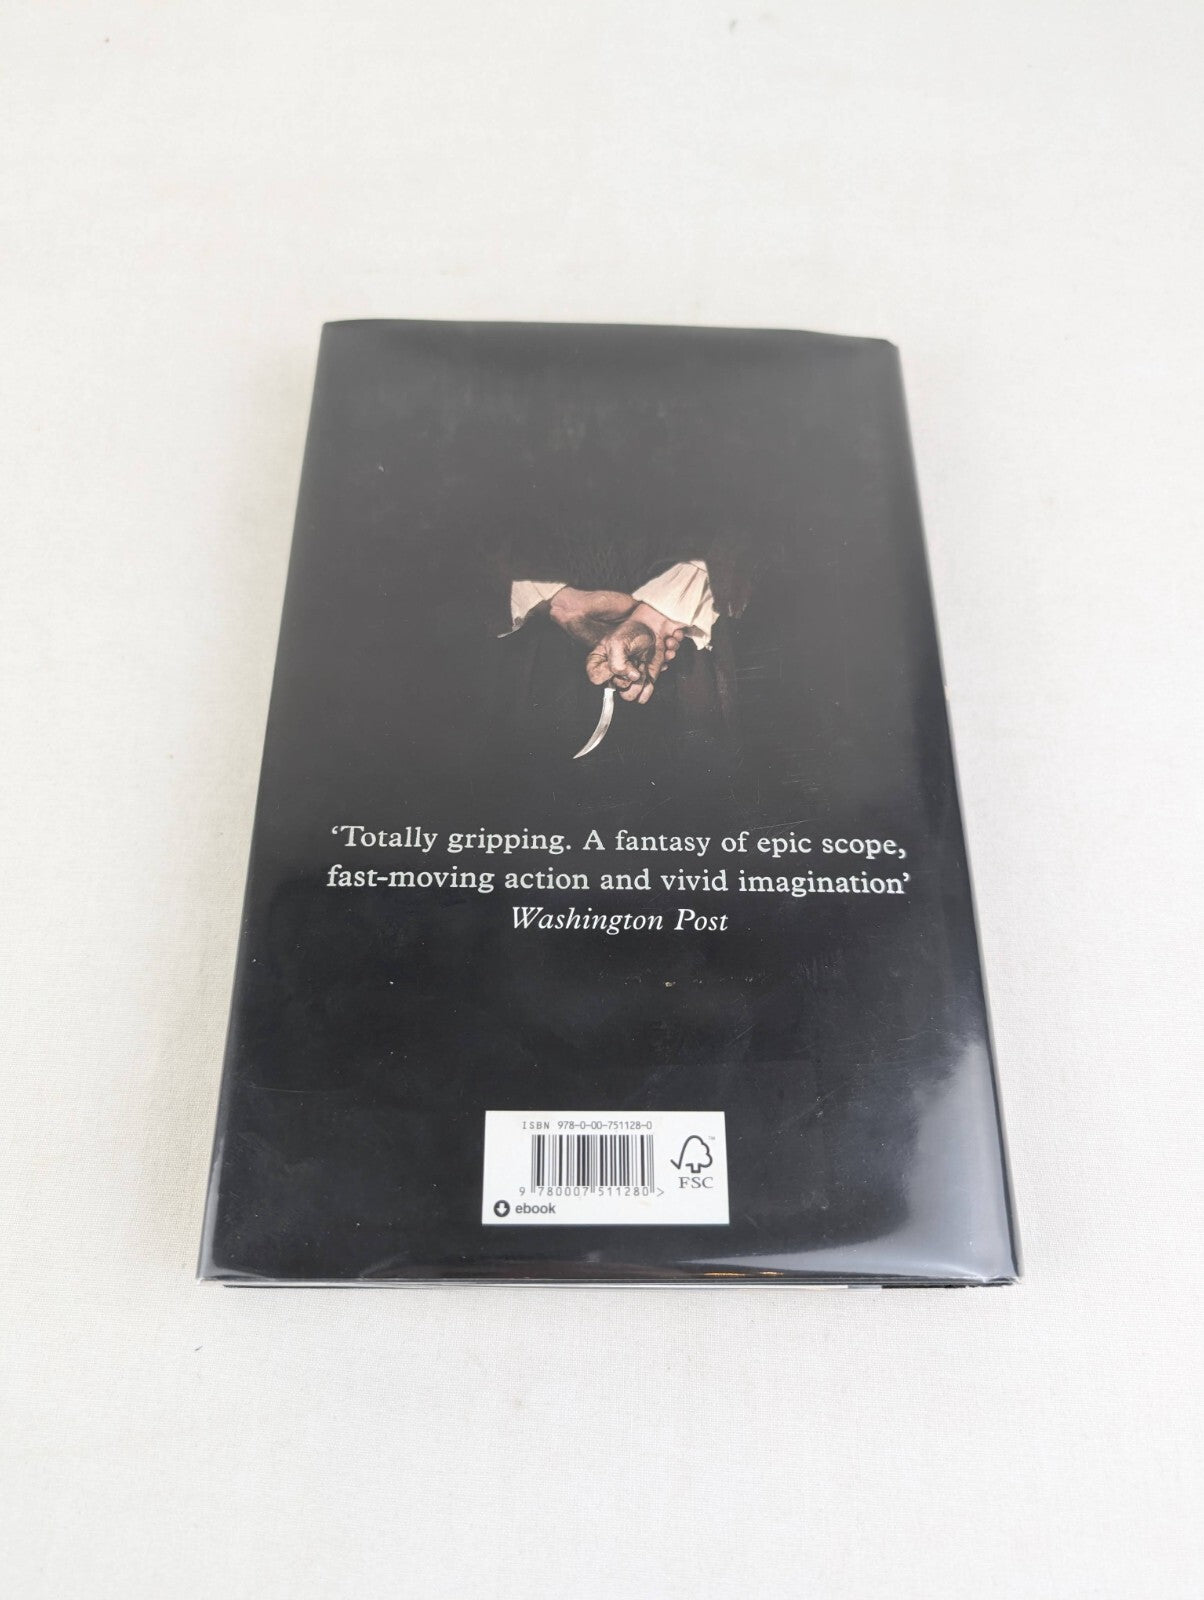 ‘Totally gripping. A fantasy of epic scope,
fast-moving action and vivid imagination’
Washington Post
ISBN 978-0-00-751128-0
9 780007 511280 >
FSC™
ebook